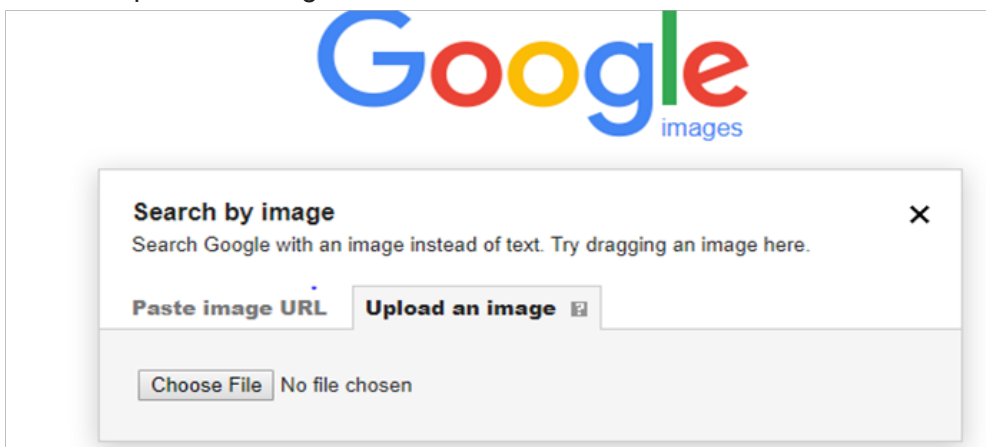 Google
images
Search by image
Search Google with an image instead of text. Try dragging an image here.
Paste image URL Upload an image ?
Choose File No file chosen